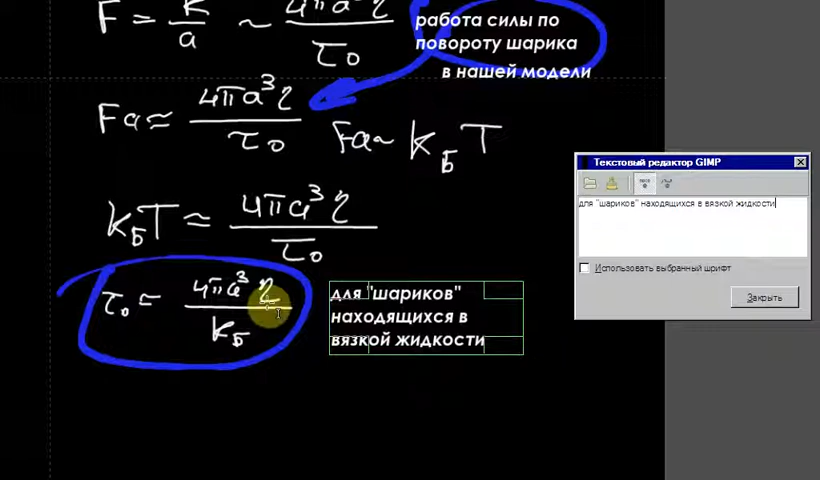 F = K/a ~ 4πa²η/τ₀
работа силы по
повороту шарика
в нашей модели
Fa ≈ 4πa³η/τ₀ Fa ~ k_Б T
k_Б T ≈ 4πa³η/τ₀
τ₀ ≈ 4πa³η/k_Б
для "шариков"
находящихся в
вязкой жидкости
Текстовый редактор GIMP
для "шариков" находящихся в вязкой жидкости
Использовать выбранный шрифт
Закрыть